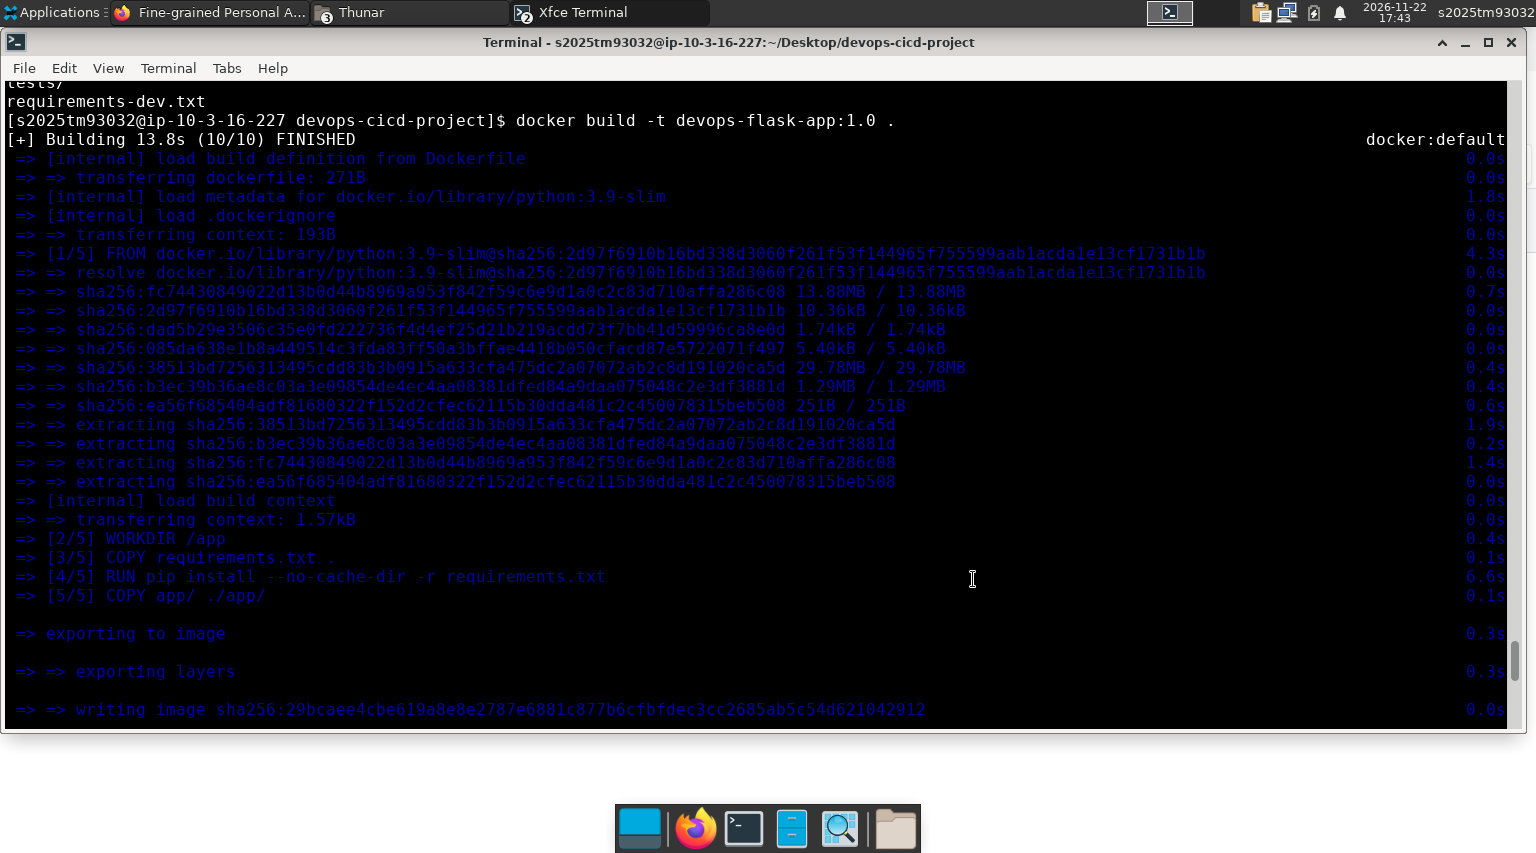 Applications
Fine-grained Personal A...
3
Thunar
2
Xfce Terminal
2026-11-22
17:43
s2025tm93032
Terminal - s2025tm93032@ip-10-3-16-227:~/Desktop/devops-cicd-project
File Edit View Terminal Tabs Help
tests/
requirements-dev.txt
[s2025tm93032@ip-10-3-16-227 devops-cicd-project]$ docker build -t devops-flask-app:1.0 .
[+] Building 13.8s (10/10) FINISHED docker:default
=> [internal] load build definition from Dockerfile 0.0s
=> => transferring dockerfile: 271B 0.0s
=> [internal] load metadata for docker.io/library/python:3.9-slim 1.8s
=> [internal] load .dockerignore 0.0s
=> => transferring context: 193B 0.0s
=> [1/5] FROM docker.io/library/python:3.9-slim@sha256:2d97f6910b16bd338d3060f261f53f144965f755599aab1acda1e13cf1731b1b 4.3s
=> => resolve docker.io/library/python:3.9-slim@sha256:2d97f6910b16bd338d3060f261f53f144965f755599aab1acda1e13cf1731b1b 0.0s
=> => sha256:fc74430849022d13b0d44b8969a953f842f59c6e9d1a0c2c83d710affa286c08 13.88MB / 13.88MB 0.7s
=> => sha256:2d97f6910b16bd338d3060f261f53f144965f755599aab1acda1e13cf1731b1b 10.36kB / 10.36kB 0.0s
=> => sha256:dad5b29e3506c35e0fd222736f4d4ef25d21b219acdd73f7bb41d59996ca8e0d 1.74kB / 1.74kB 0.0s
=> => sha256:085da638e1b8a449514c3fda83ff50a3bffae4418b050cfacd87e5722071f497 5.40kB / 5.40kB 0.0s
=> => sha256:38513bd7256313495cdd83b3b0915a633cfa475dc2a07072ab2c8d191020ca5d 29.78MB / 29.78MB 0.4s
=> => sha256:b3ec39b36ae8c03a3e09854de4ec4aa08381dfed84a9daa075048c2e3df3881d 1.29MB / 1.29MB 0.4s
=> => sha256:ea56f685404adf81680322f152d2cfec62115b30dda481c2c450078315beb508 251B / 251B 0.6s
=> => extracting sha256:38513bd7256313495cdd83b3b0915a633cfa475dc2a07072ab2c8d191020ca5d 1.9s
=> => extracting sha256:b3ec39b36ae8c03a3e09854de4ec4aa08381dfed84a9daa075048c2e3df3881d 0.2s
=> => extracting sha256:fc74430849022d13b0d44b8969a953f842f59c6e9d1a0c2c83d710affa286c08 1.4s
=> => extracting sha256:ea56f685404adf81680322f152d2cfec62115b30dda481c2c450078315beb508 0.0s
=> [internal] load build context 0.0s
=> => transferring context: 1.57kB 0.0s
=> [2/5] WORKDIR /app 0.4s
=> [3/5] COPY requirements.txt . 0.1s
=> [4/5] RUN pip install --no-cache-dir -r requirements.txt 6.6s
=> [5/5] COPY app/ ./app/ 0.1s
=> exporting to image 0.3s
=> => exporting layers 0.3s
=> => writing image sha256:29bcaee4cbe619a8e8e2787e6881c877b6cfbfdec3cc2685ab5c54d621042912 0.0s